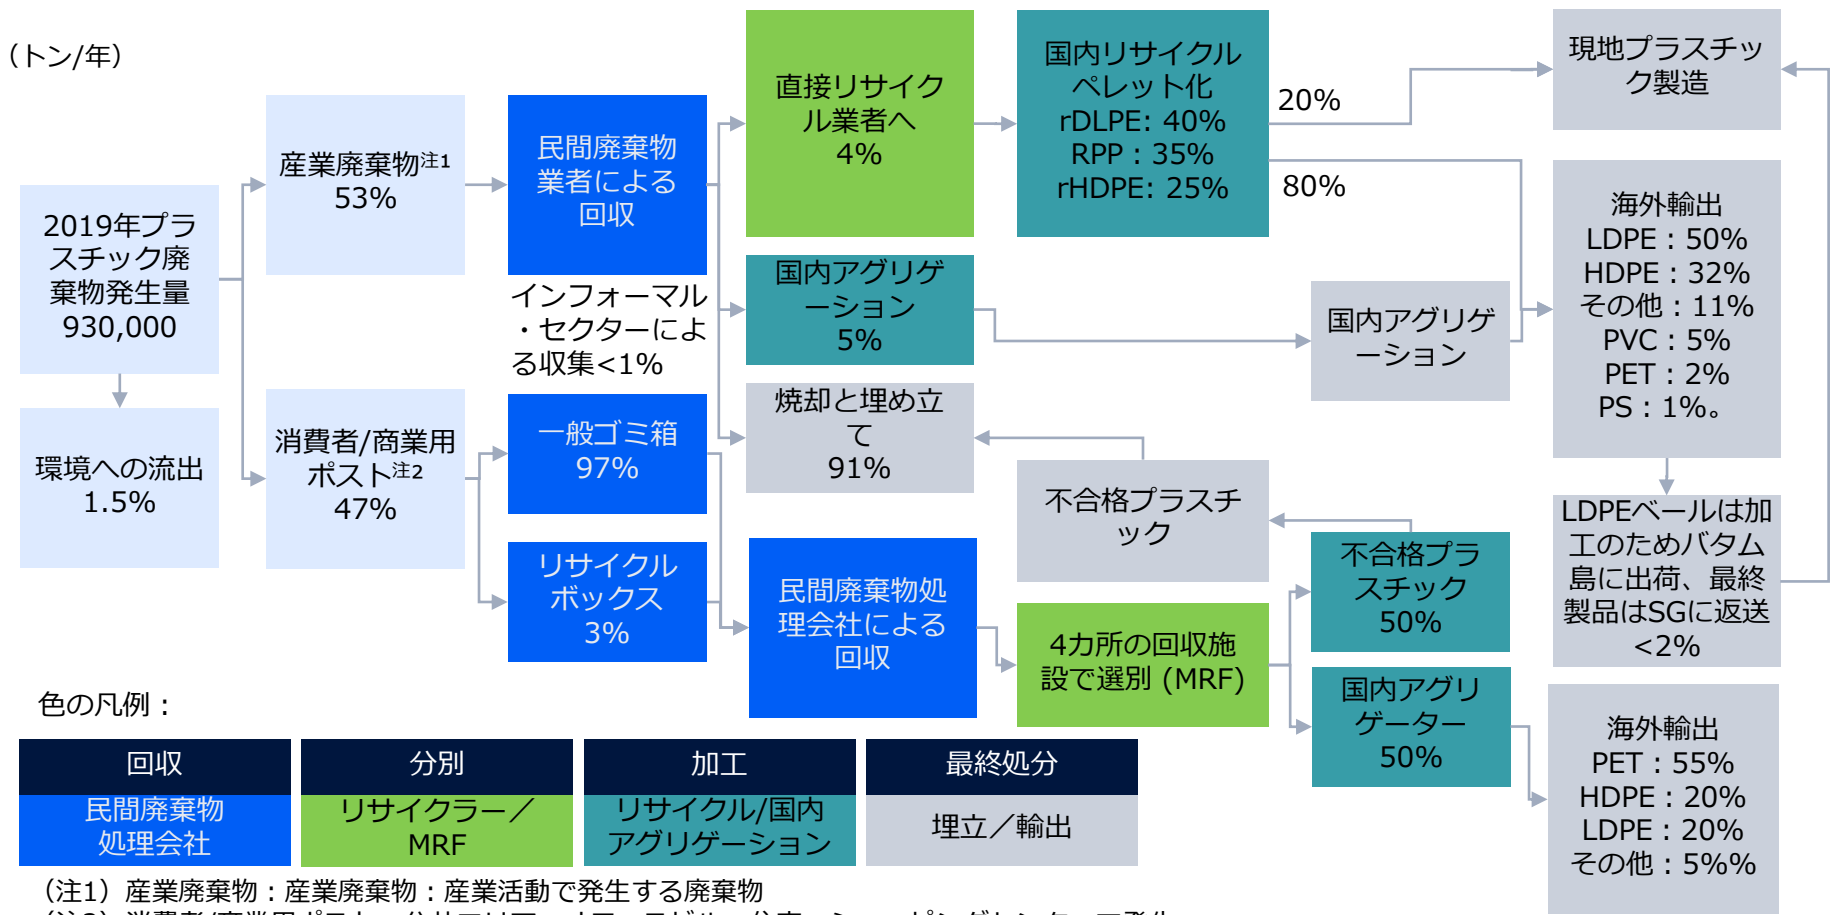 （トン/年）
2019年プラ
スチック廃
棄物発生量
930,000
環境への流出
1.5%
産業廃棄物注1
53%
消費者/商業用
ポスト注2
47%
民間廃棄物
業者による
回収
インフォーマル
・セクターによ
る収集<1%
一般ゴミ箱
97%
リサイクル
ボックス
3%
直接リサイク
ル業者へ
4%
国内アグリゲ
ーション
5%
焼却と埋め立
て
91%
民間廃棄物処
理会社による
回収
国内リサイクル
ペレット化
rDLPE: 40%
RPP：35%
rHDPE: 25%
20%
80%
不合格プラスチ
ック
4カ所の回収施
設で選別 (MRF)
国内アグリゲ
ーション
不合格プラ
スチック
50%
国内アグリ
ゲーター
50%
現地プラスチッ
ク製造
海外輸出
LDPE：50%
HDPE：32%
その他：11%
PVC：5%
PET：2%
PS：1%。
LDPEベールは加
工のためバタム
島に出荷、最終
製品はSGに返送
<2%
海外輸出
PET：55%
HDPE：20%
LDPE：20%
その他：5%%
色の凡例：
回収
分別
加工
最終処分
民間廃棄物
処理会社
リサイクラー／
MRF
リサイクル/国内
アグリゲーション
埋立／輸出
（注1）産業廃棄物：産業廃棄物：産業活動で発生する廃棄物